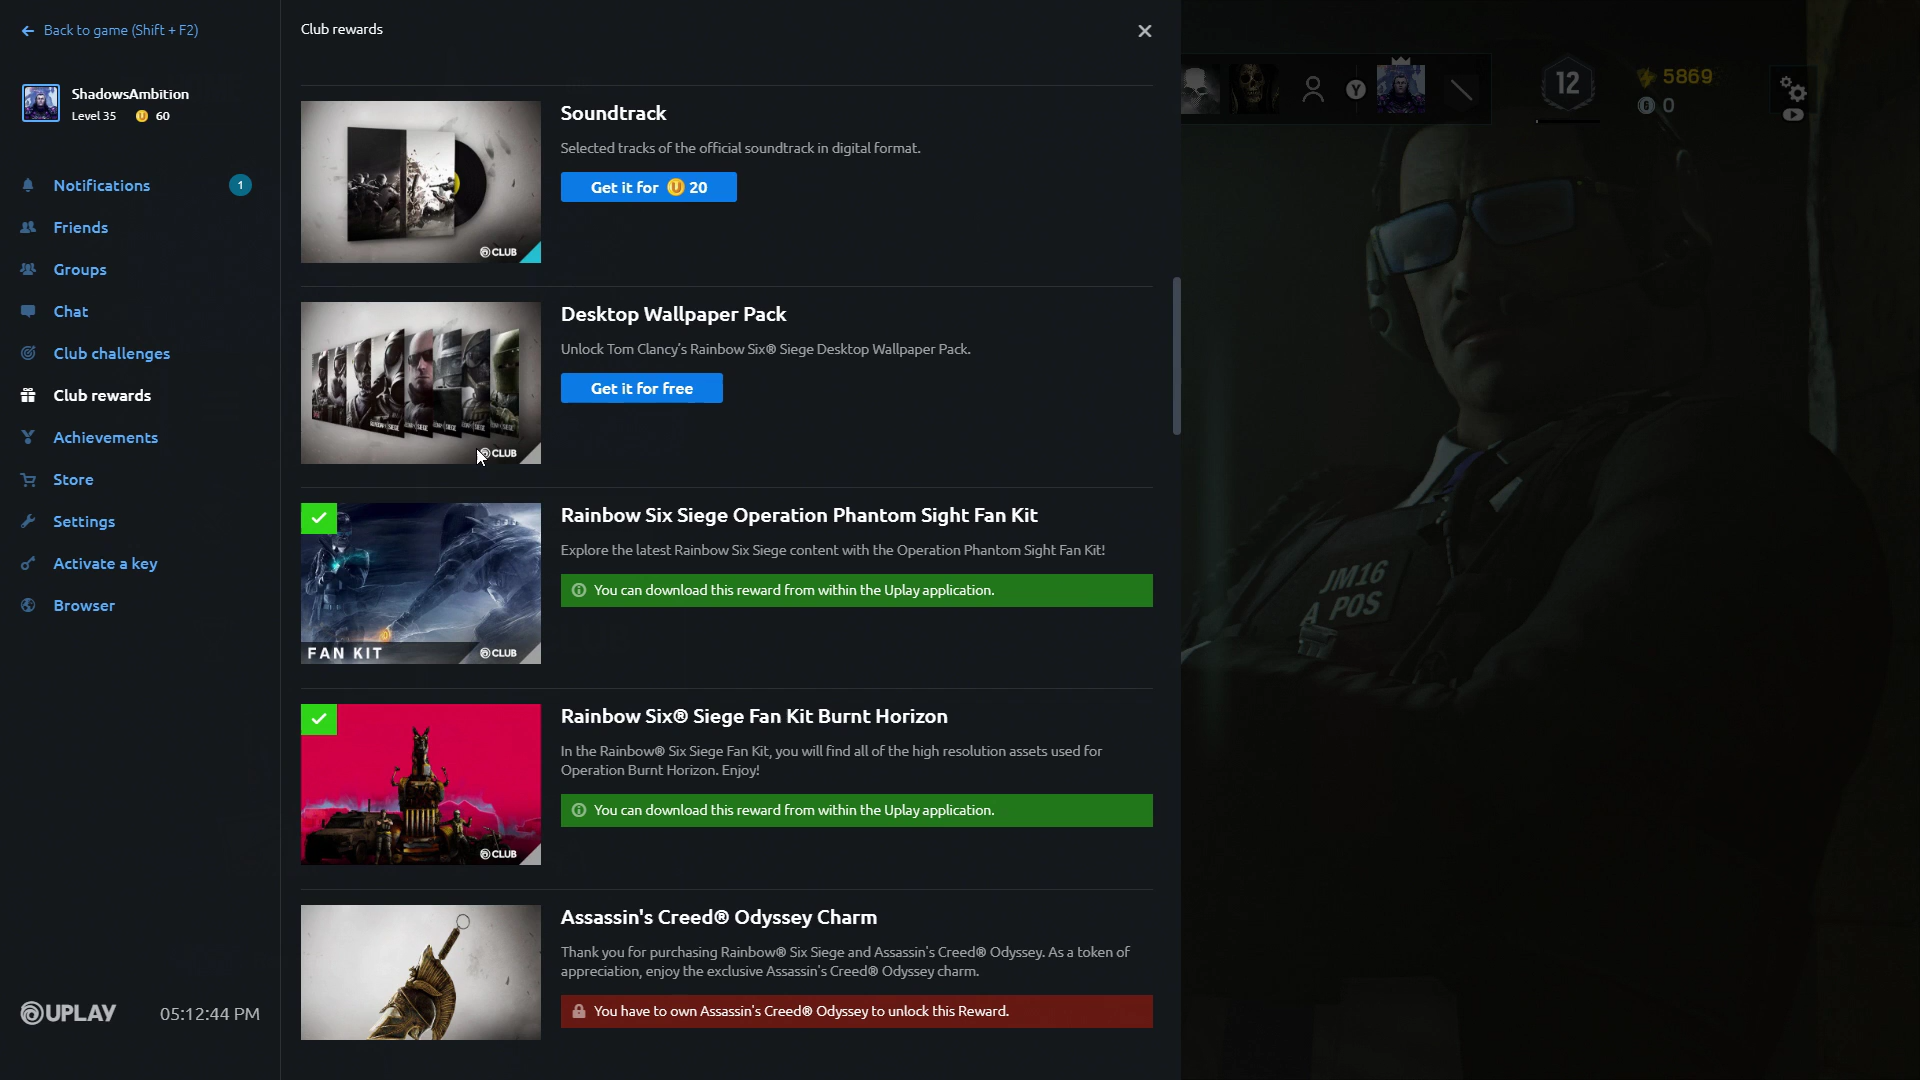 Back to game (Shift + F2)
ShadowsAmbition
Level 35 60
Notifications 1
Friends
Groups
Chat
Club challenges
Club rewards
Achievements
Store
Settings
Activate a key
Browser
UPLAY 05:12:44 PM
Club rewards
Soundtrack
Selected tracks of the official soundtrack in digital format.
Get it for 20
CLUB
Desktop Wallpaper Pack
Unlock Tom Clancy's Rainbow Six® Siege Desktop Wallpaper Pack.
Get it for free
CLUB
Rainbow Six Siege Operation Phantom Sight Fan Kit
Explore the latest Rainbow Six Siege content with the Operation Phantom Sight Fan Kit!
You can download this reward from within the Uplay application.
FAN KIT CLUB
Rainbow Six® Siege Fan Kit Burnt Horizon
In the Rainbow® Six Siege Fan Kit, you will find all of the high resolution assets used for
Operation Burnt Horizon. Enjoy!
You can download this reward from within the Uplay application.
CLUB
Assassin's Creed® Odyssey Charm
Thank you for purchasing Rainbow® Six Siege and Assassin's Creed® Odyssey. As a token of
appreciation, enjoy the exclusive Assassin's Creed® Odyssey charm.
You have to own Assassin's Creed® Odyssey to unlock this Reward.
Y
12
5869
0
JM16
A POS